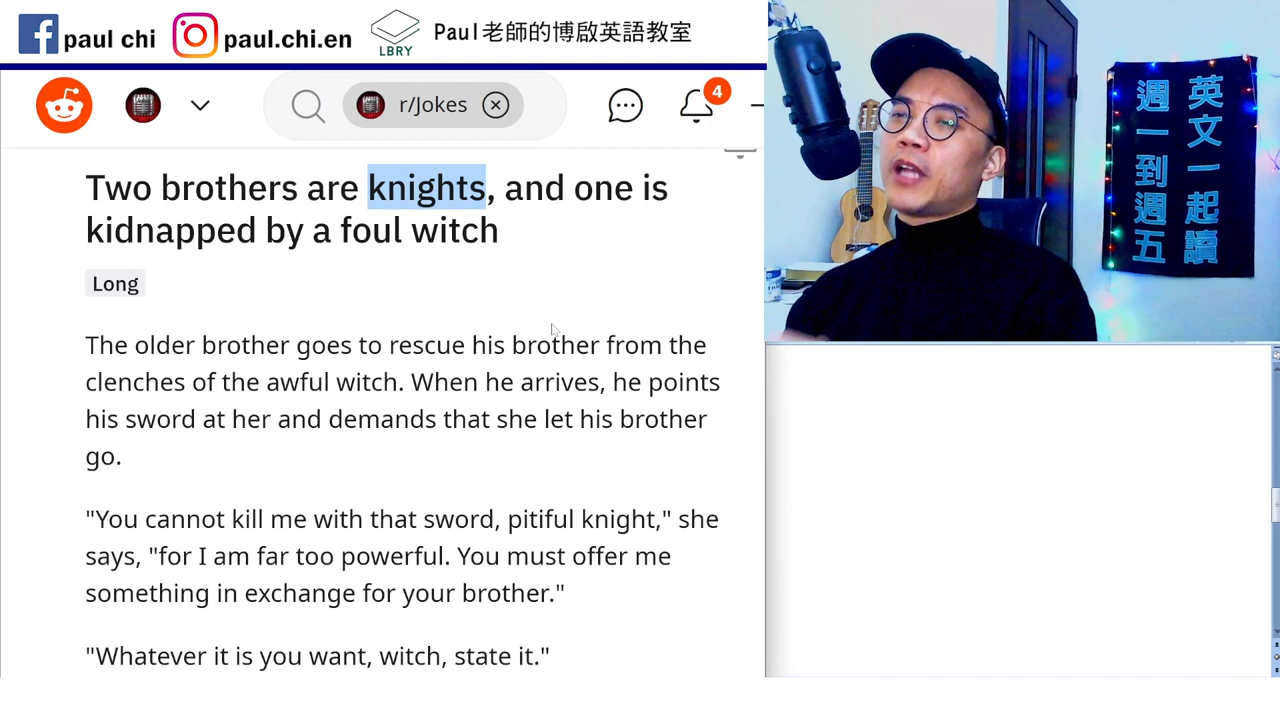 paul chi
paul.chi.en
LBRY
Paul老師的博啟英語教室
r/Jokes
4
Two brothers are knights, and one is
kidnapped by a foul witch
Long
The older brother goes to rescue his brother from the
clenches of the awful witch. When he arrives, he points
his sword at her and demands that she let his brother
go.
"You cannot kill me with that sword, pitiful knight," she
says, "for I am far too powerful. You must offer me
something in exchange for your brother."
"Whatever it is you want, witch, state it."
英文一起讀
週一到週五